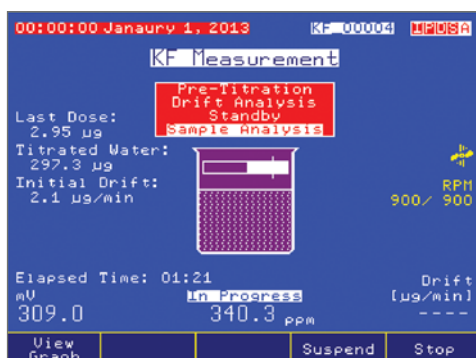 00:00:00 Janaury 1, 2013 KF_00004 IPDSA
KF Measurement
Pre-Titration
Drift Analysis
Standby
Sample Analysis
Last Dose:
2.95 µg
Titrated Water:
297.3 µg
Initial Drift:
2.1 µg/min
RPM
900/ 900
Elapsed Time: 01:21
Drift
[µg/min]
mV
In Progress
309.0
340.3 ppm
----
View
Graph
Suspend
Stop